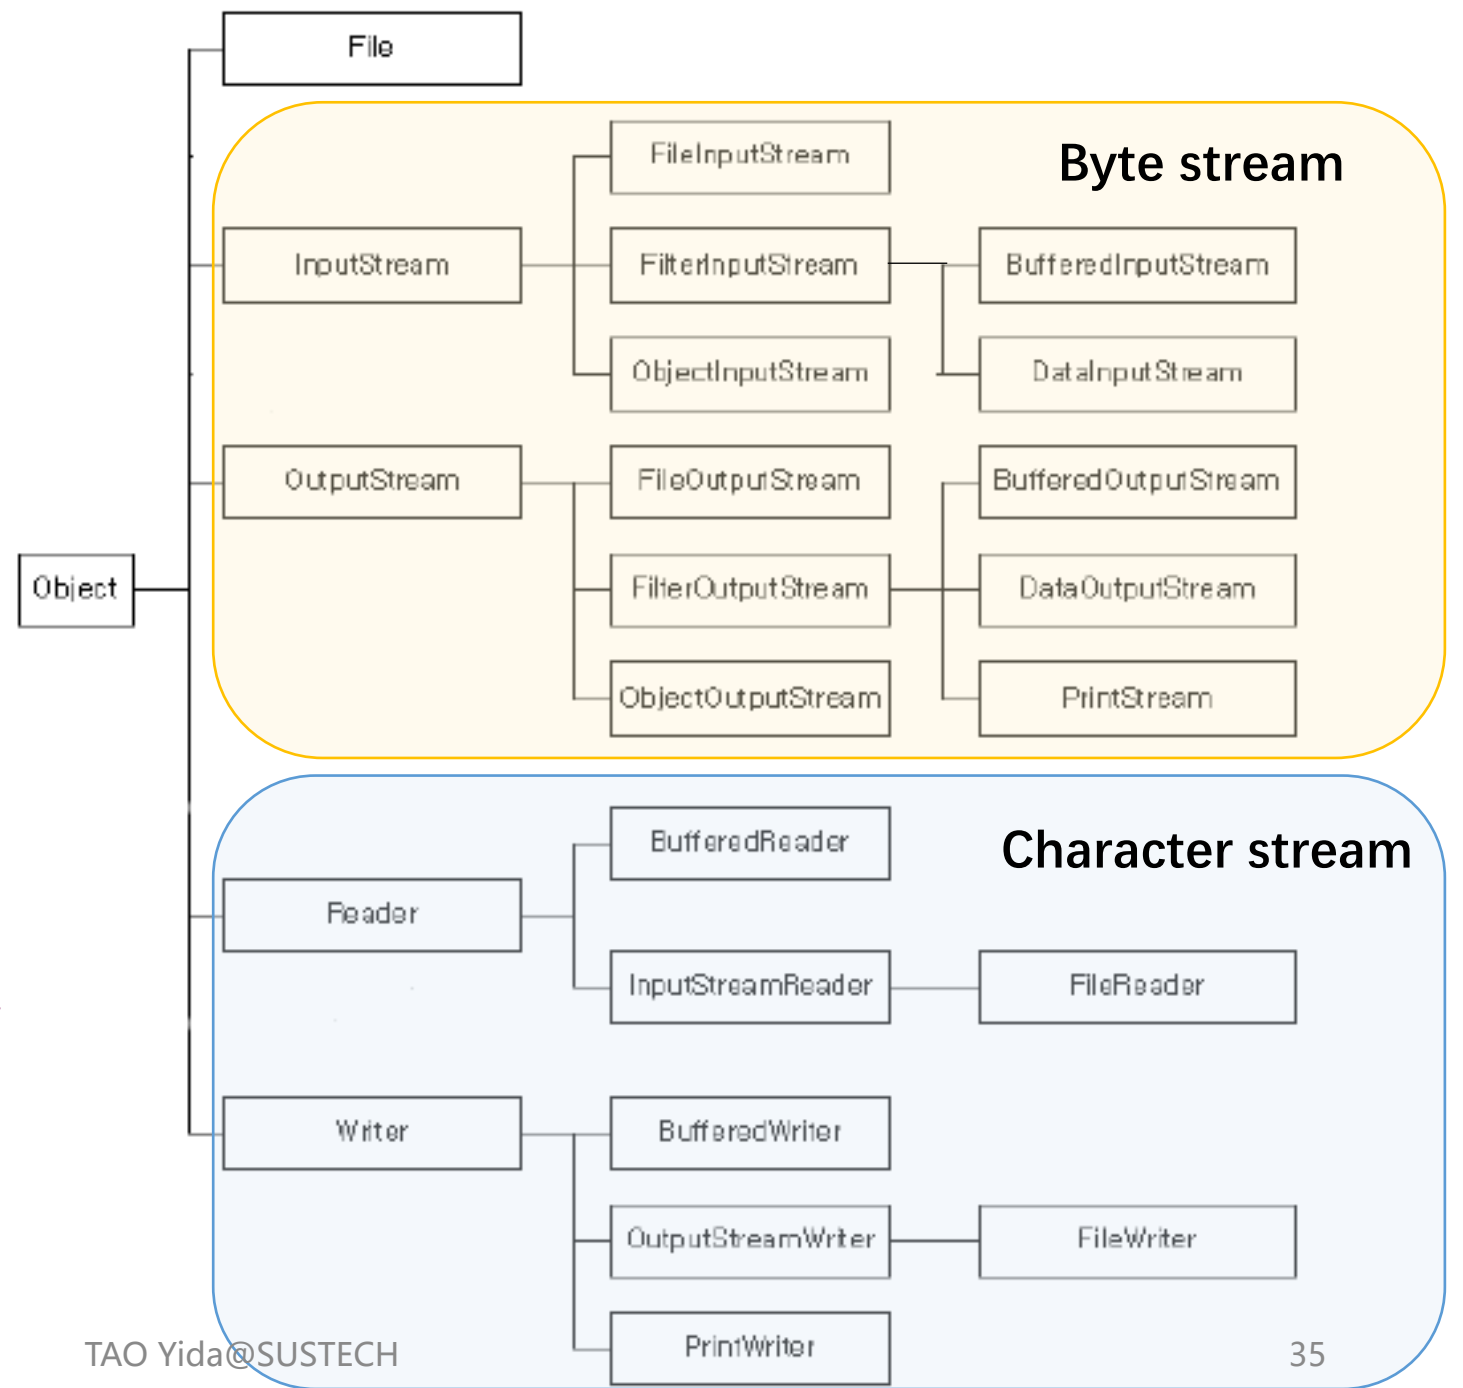 File
Byte stream
FileInputStream
InputStream
FilterInputStream
BufferedInputStream
ObjectInputStream
DataInputStream
OutputStream
FileOutputStream
BufferedOutputStream
Object
FilterOutputStream
DataOutputStream
ObjectOutputStream
PrintStream
Character stream
BufferedReader
Reader
InputStreamReader
FileReader
Writer
BufferedWriter
OutputStreamWriter
FileWriter
PrintWriter
TAO Yida@SUSTECH
35